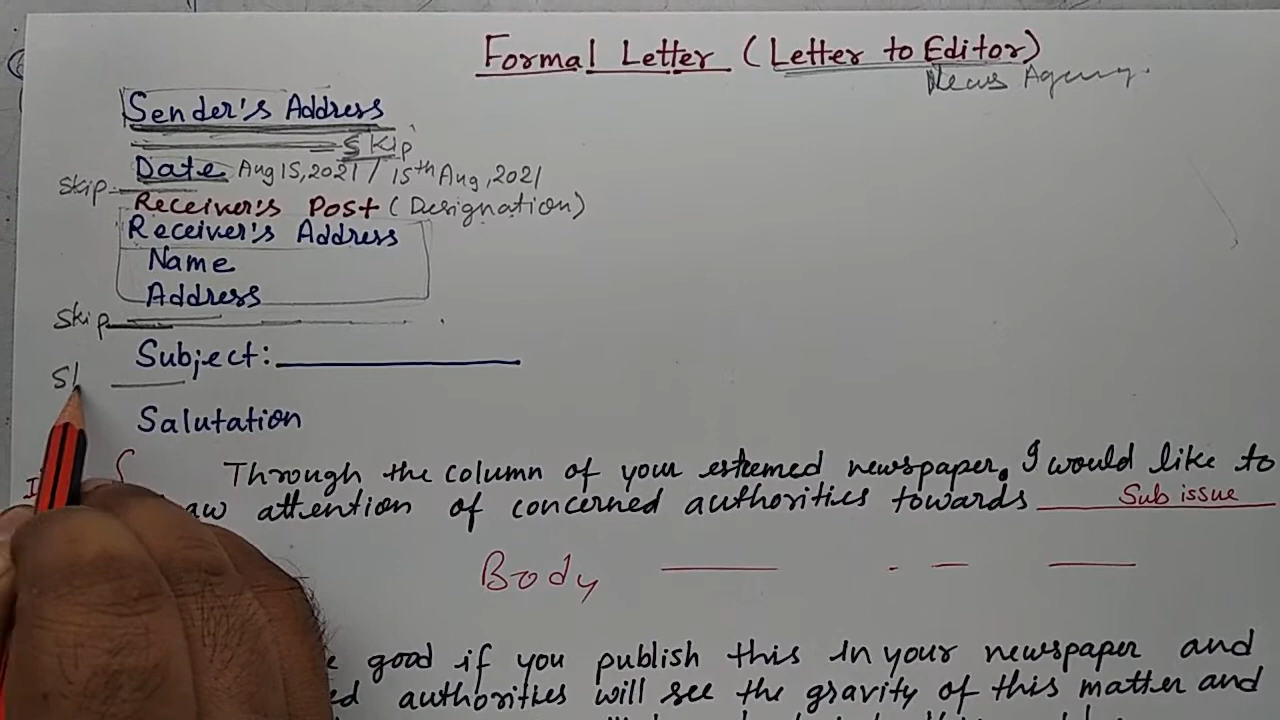 Formal Letter (Letter to Editor)
News Agency.
Sender's Address
Skip
Date Aug 15, 2021 / 15th Aug, 2021
Skip
Receiver's Post (Designation)
Receiver's Address
Name
Address
Skip
Subject:
Salutation
Through the column of your esteemed newspaper, I would like to
attention of concerned authorities towards Sub issue
Body
good if you publish this in your newspaper and
authorities will see the gravity of this matter and